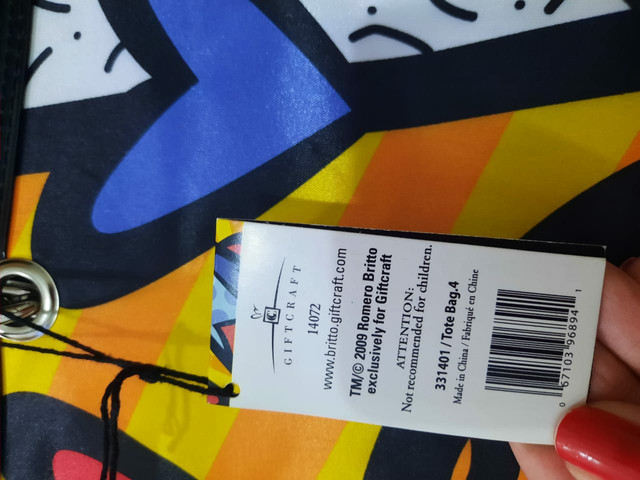 GIFTCRAFT
14072
www.britto.giftcraft.com
TM/© 2009 Romero Britto
exclusively for Giftcraft
ATTENTION:
Not recommended for children.
331401 / Tote Bag.4
Made in China / Fabriqué en Chine
0 67103 96894 1